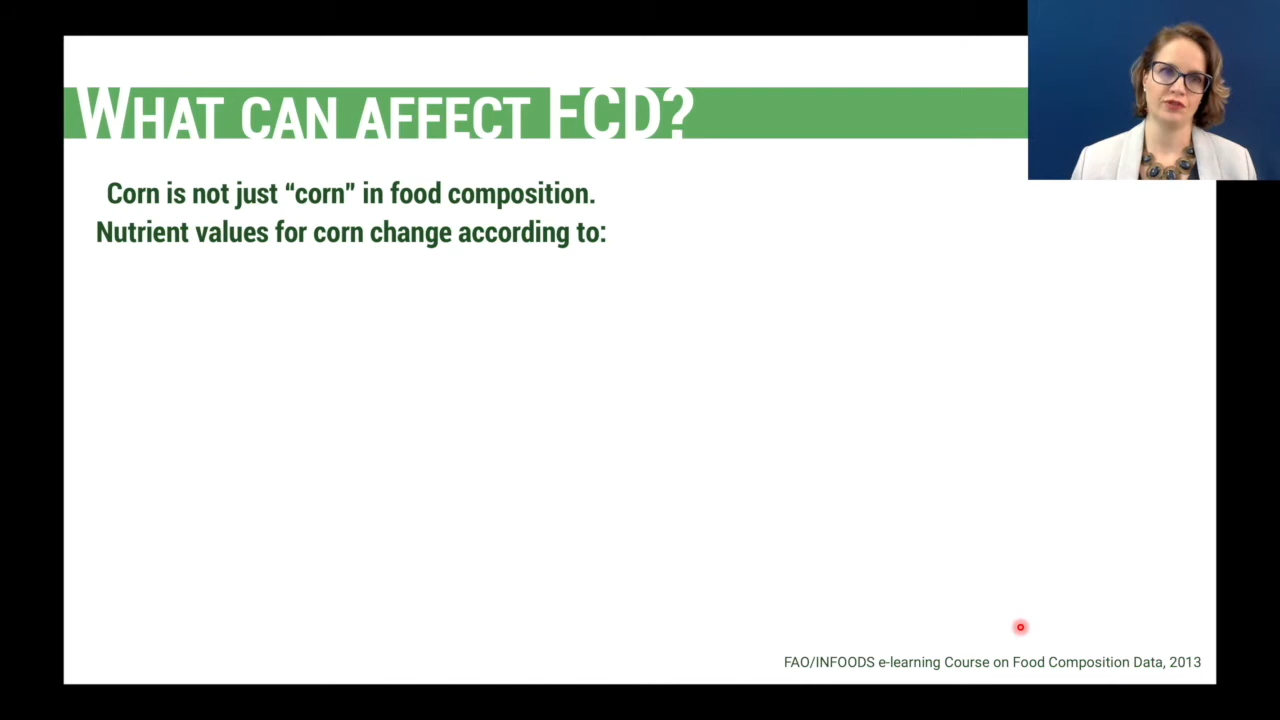 WHAT CAN AFFECT FCD?
Corn is not just “corn” in food composition.
Nutrient values for corn change according to:
FAO/INFOODS e-learning Course on Food Composition Data, 2013